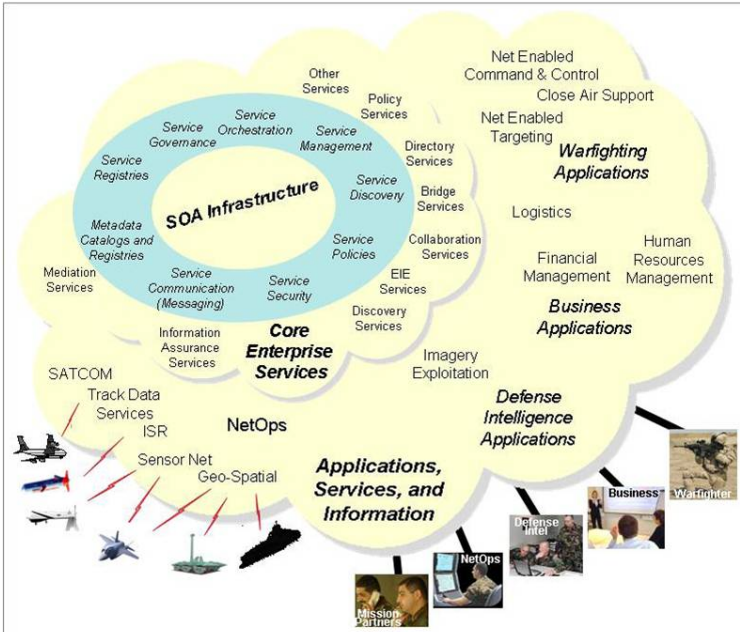 Net Enabled
Command & Control
Close Air Support
Net Enabled
Targeting
Warfighting
Applications
Other
Services
Policy
Services
Directory
Services
Bridge
Services
Collaboration
Services
EIE
Services
Discovery
Services
Service
Orchestration
Service
Governance
Service
Management
Service
Registries
SOA Infrastructure
Service
Discovery
Metadata
Catalogs and
Registries
Service
Policies
Service
Communication
(Messaging)
Service
Security
Mediation
Services
Information
Assurance
Services
Core
Enterprise
Services
Logistics
Financial
Management
Human
Resources
Management
Business
Applications
Imagery
Exploitation
Defense
Intelligence
Applications
SATCOM
Track Data
Services
ISR
Sensor Net
Geo-Spatial
NetOps
Applications,
Services, and
Information
Warfighter
Business
Defense
Intel
NetOps
Mission
Partners